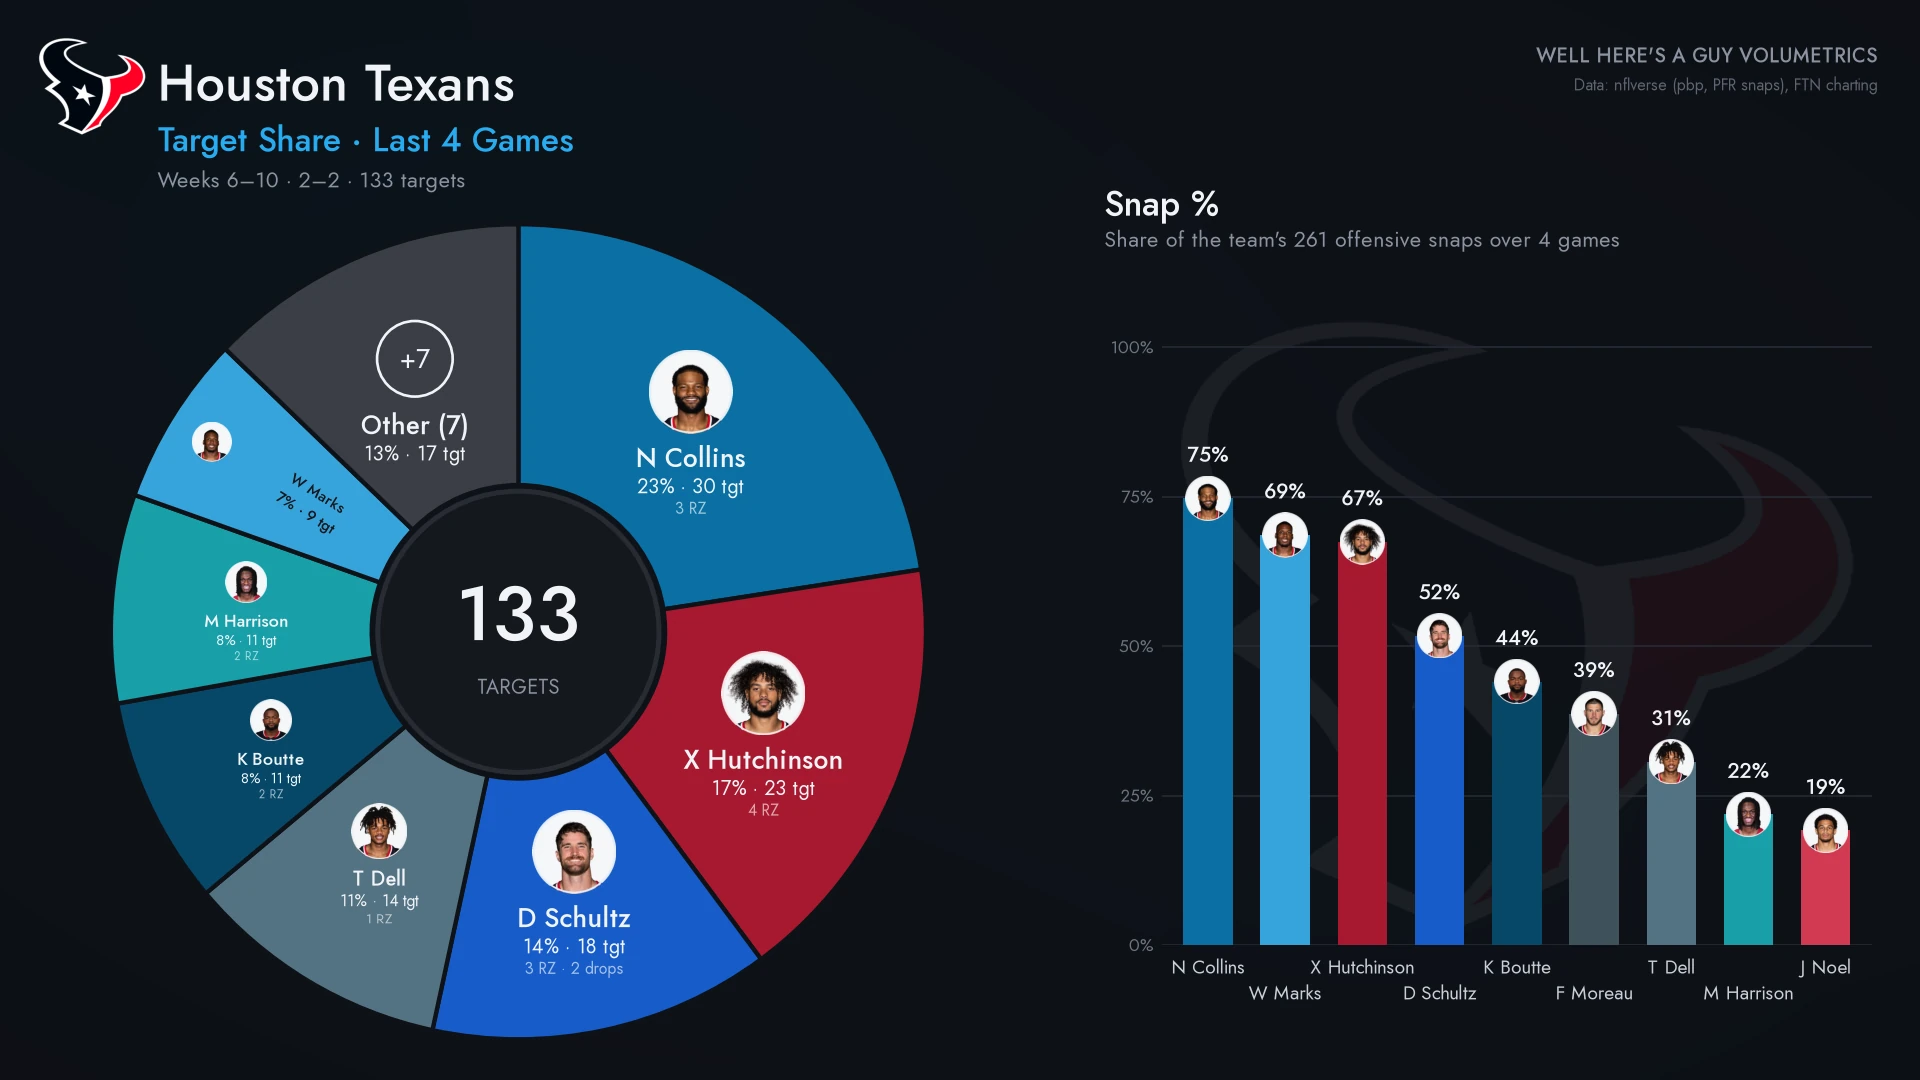 Houston Texans
Target Share · Last 4 Games
Weeks 6–10 · 2–2 · 133 targets
WELL HERE'S A GUY VOLUMETRICS
Data: nflverse (pbp, PFR snaps), FTN charting
+7
Other (7)
13% · 17 tgt
N Collins
23% · 30 tgt
3 RZ
W Marks
7% · 9 tgt
M Harrison
8% · 11 tgt
2 RZ
133
TARGETS
K Boutte
8% · 11 tgt
2 RZ
X Hutchinson
17% · 23 tgt
4 RZ
T Dell
11% · 14 tgt
1 RZ
D Schultz
14% · 18 tgt
3 RZ · 2 drops
Snap %
Share of the team's 261 offensive snaps over 4 games
100%
75%
50%
25%
0%
75%
69%
67%
52%
44%
39%
31%
22%
19%
N Collins
W Marks
X Hutchinson
D Schultz
K Boutte
F Moreau
T Dell
M Harrison
J Noel